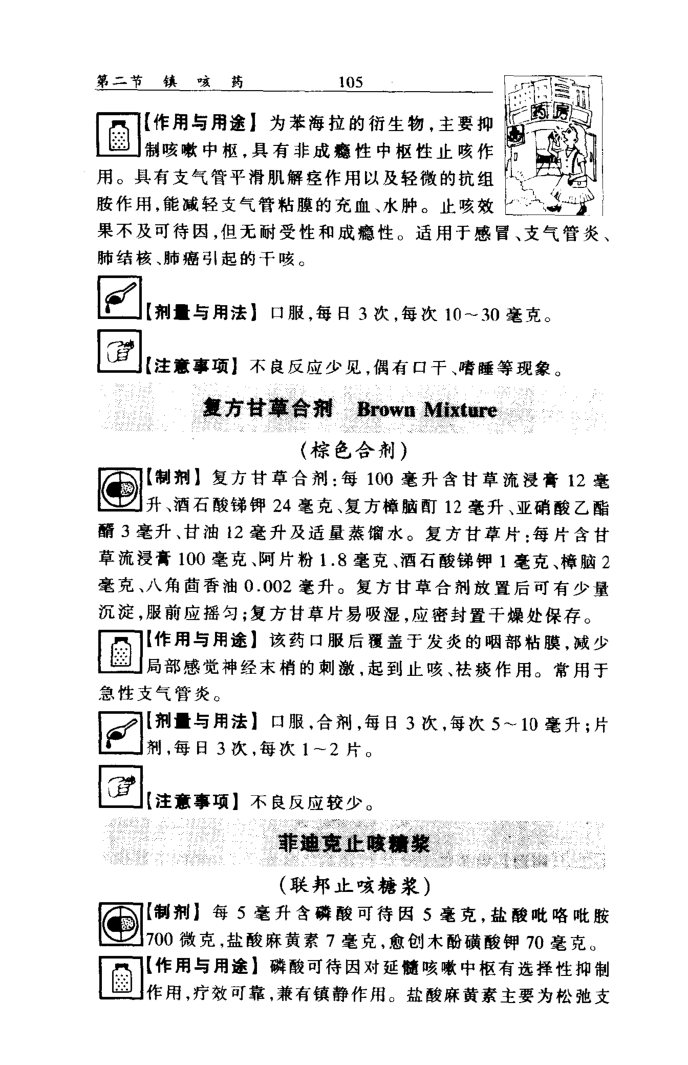 第二节 镇咳药 105
药房
【作用与用途】 为苯海拉的衍生物,主要抑
制咳嗽中枢,具有非成瘾性中枢性止咳作
用。具有支气管平滑肌解痉作用以及轻微的抗组
胺作用,能减轻支气管粘膜的充血、水肿。止咳效
果不及可待因,但无耐受性和成瘾性。适用于感冒、支气管炎、
肺结核、肺癌引起的干咳。
【剂量与用法】 口服,每日3次,每次10~30毫克。
【注意事项】 不良反应少见,偶有口干、嗜睡等现象。
复方甘草合剂 Brown Mixture
(棕色合剂)
【制剂】 复方甘草合剂:每100毫升含甘草流浸膏12毫
升、酒石酸锑钾24毫克、复方樟脑酊12毫升、亚硝酸乙酯
醑3毫升、甘油12毫升及适量蒸馏水。复方甘草片:每片含甘
草流浸膏100毫克、阿片粉1.8毫克、酒石酸锑钾1毫克、樟脑2
毫克、八角茴香油0.002毫升。复方甘草合剂放置后可有少量
沉淀,服前应摇匀;复方甘草片易吸湿,应密封置干燥处保存。
【作用与用途】 该药口服后覆盖于发炎的咽部粘膜,减少
局部感觉神经末梢的刺激,起到止咳、祛痰作用。常用于
急性支气管炎。
【剂量与用法】 口服,合剂,每日3次,每次5~10毫升;片
剂,每日3次,每次1~2片。
【注意事项】 不良反应较少。
菲迪克止咳糖浆
(联邦止咳糖浆)
【制剂】 每5毫升含磷酸可待因5毫克,盐酸吡咯吡胺
700微克,盐酸麻黄素7毫克,愈创木酚磺酸钾70毫克。
【作用与用途】 磷酸可待因对延髓咳嗽中枢有选择性抑制
作用,疗效可靠,兼有镇静作用。盐酸麻黄素主要为松弛支